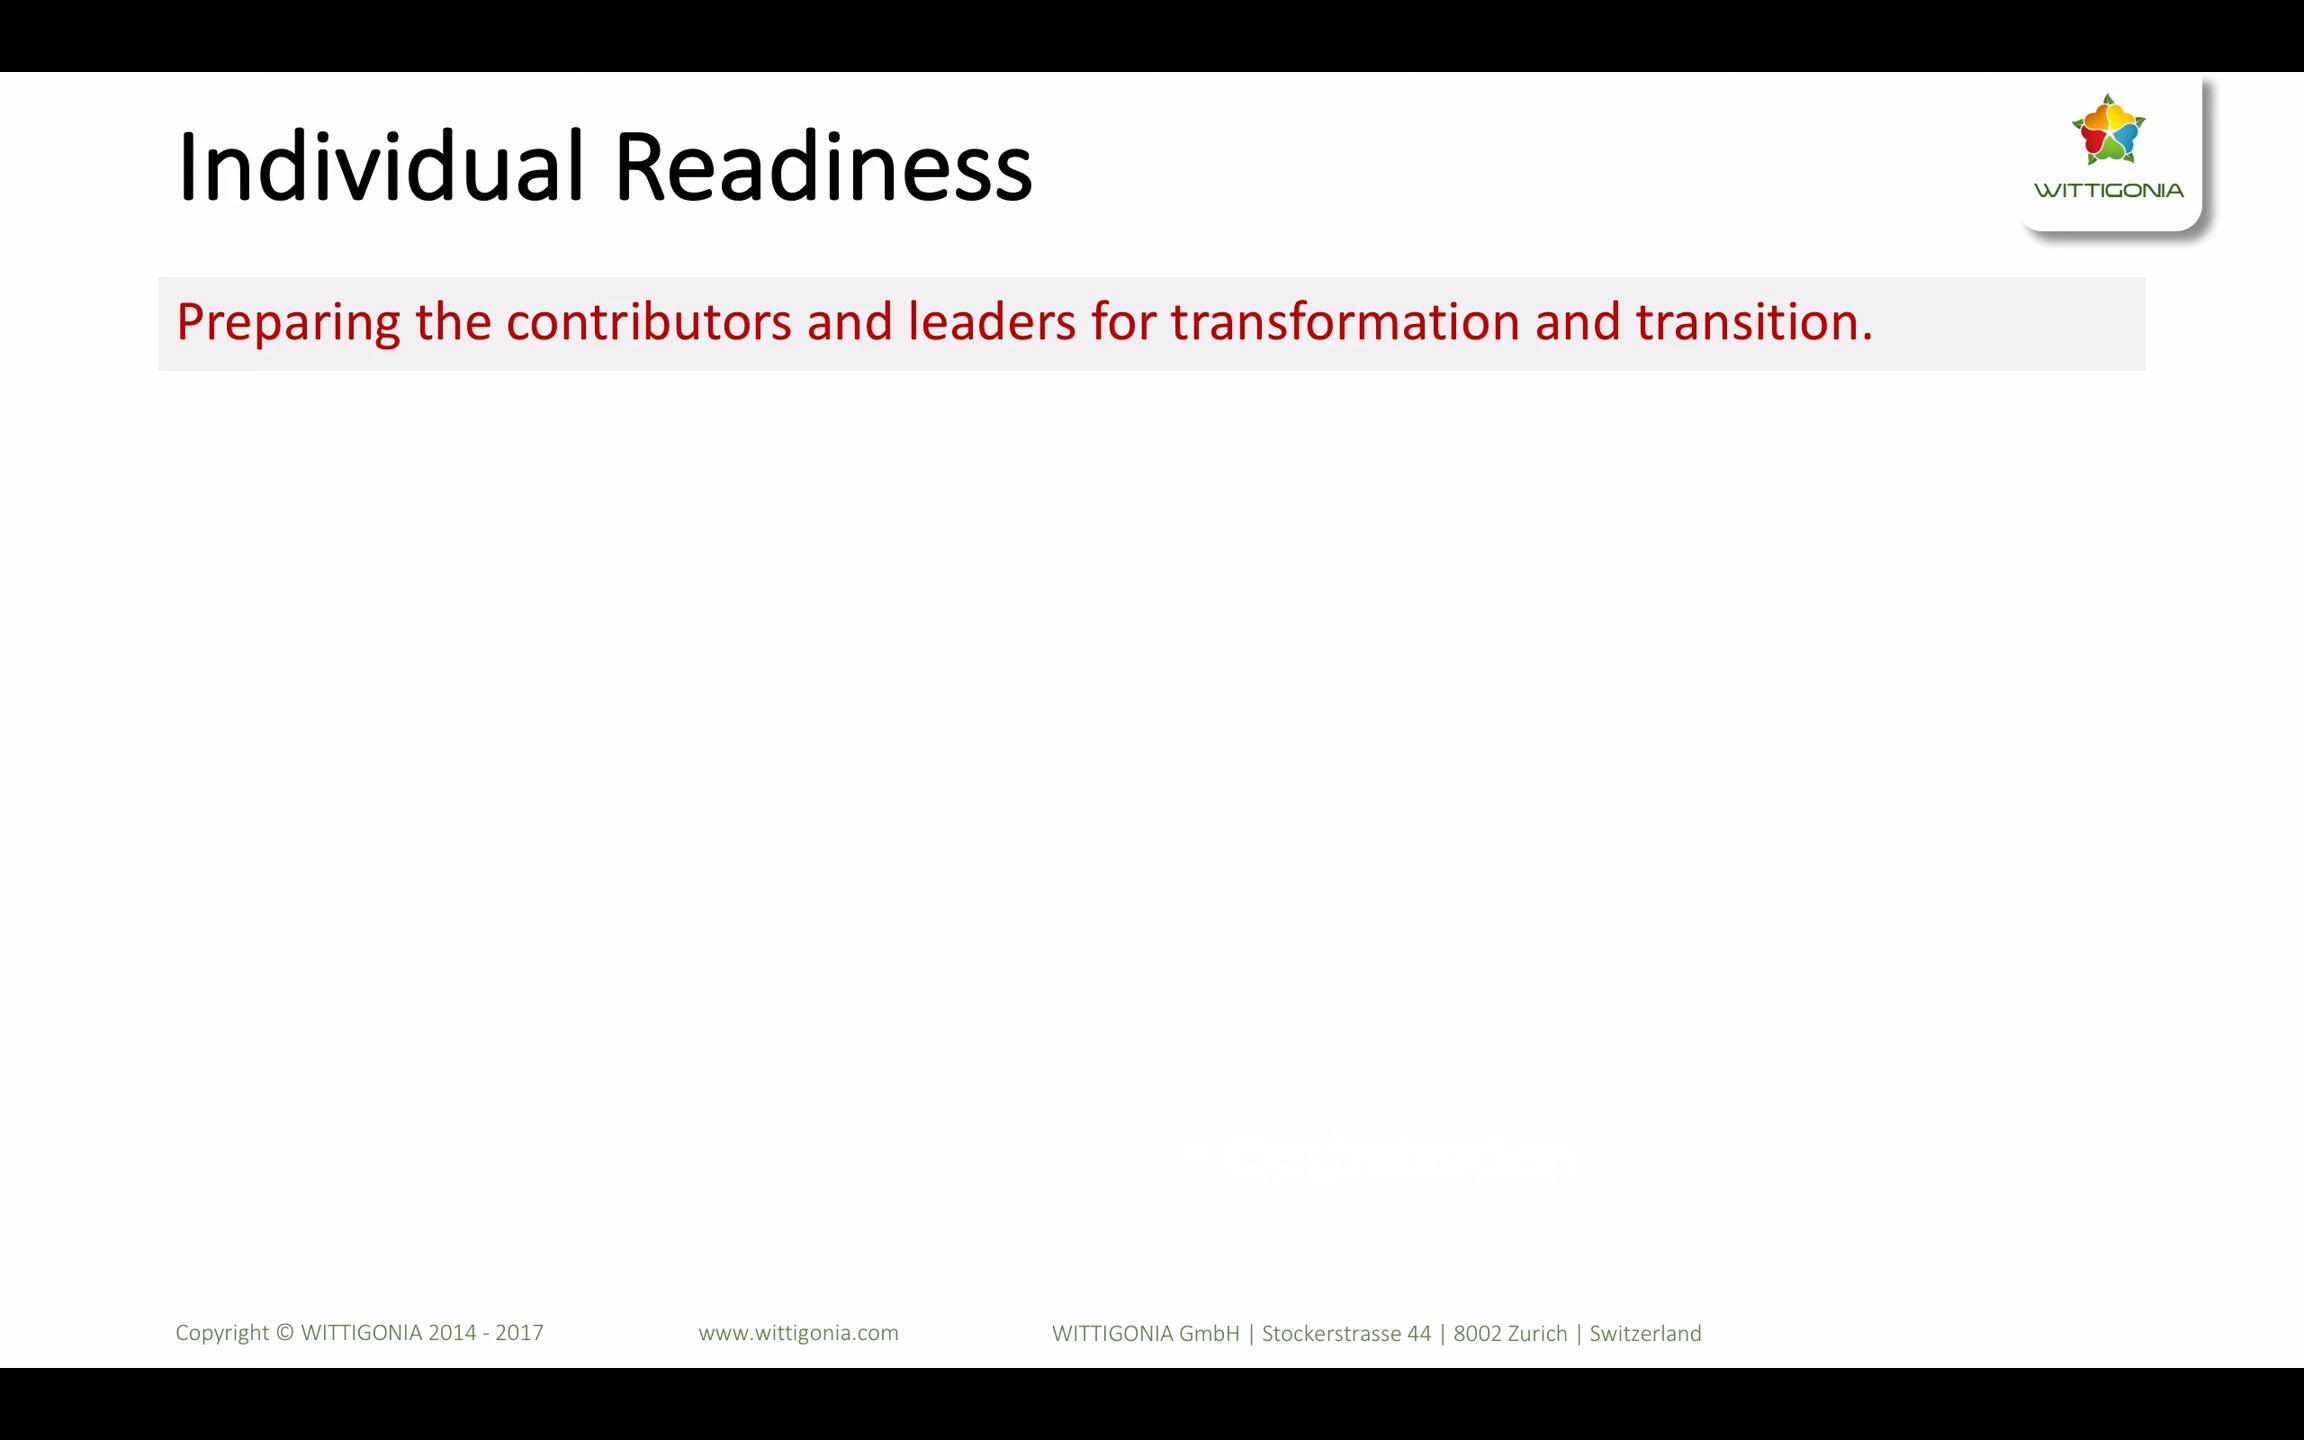 Individual Readiness
WITTIGONIA
Preparing the contributors and leaders for transformation and transition.
Copyright © WITTIGONIA 2014 - 2017
www.wittigonia.com
WITTIGONIA GmbH | Stockerstrasse 44 | 8002 Zurich | Switzerland